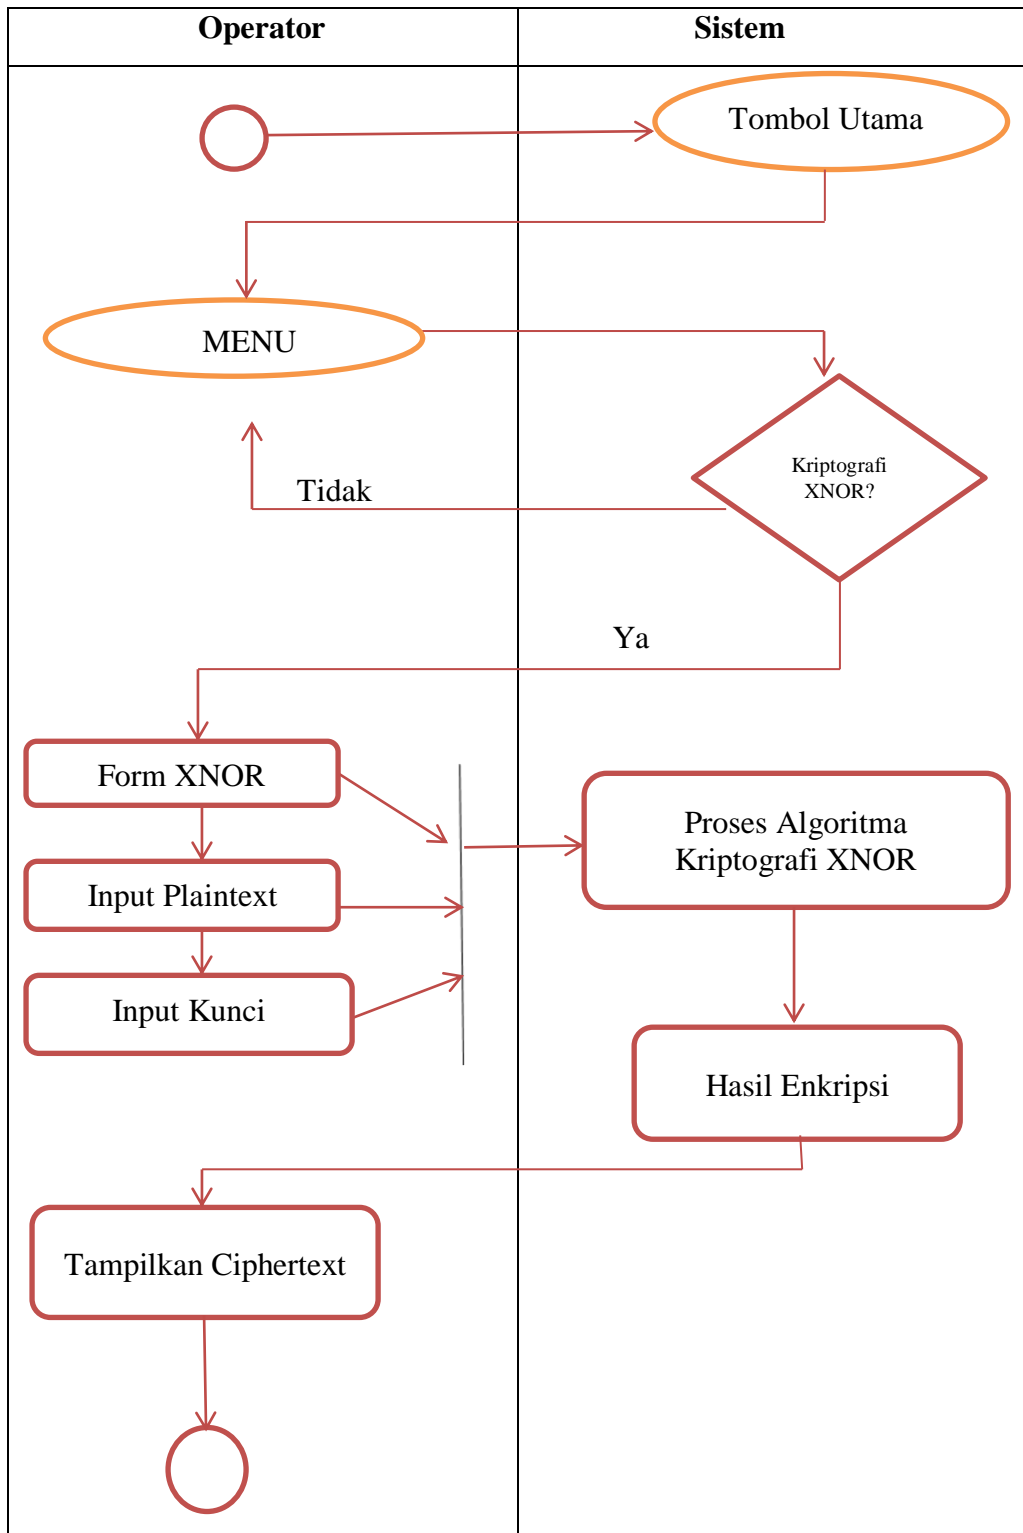 Operator
Sistem
Tombol Utama
MENU
Kriptografi
XNOR?
Tidak
Ya
Form XNOR
Proses Algoritma
Kriptografi XNOR
Input Plaintext
Input Kunci
Hasil Enkripsi
Tampilkan Ciphertext